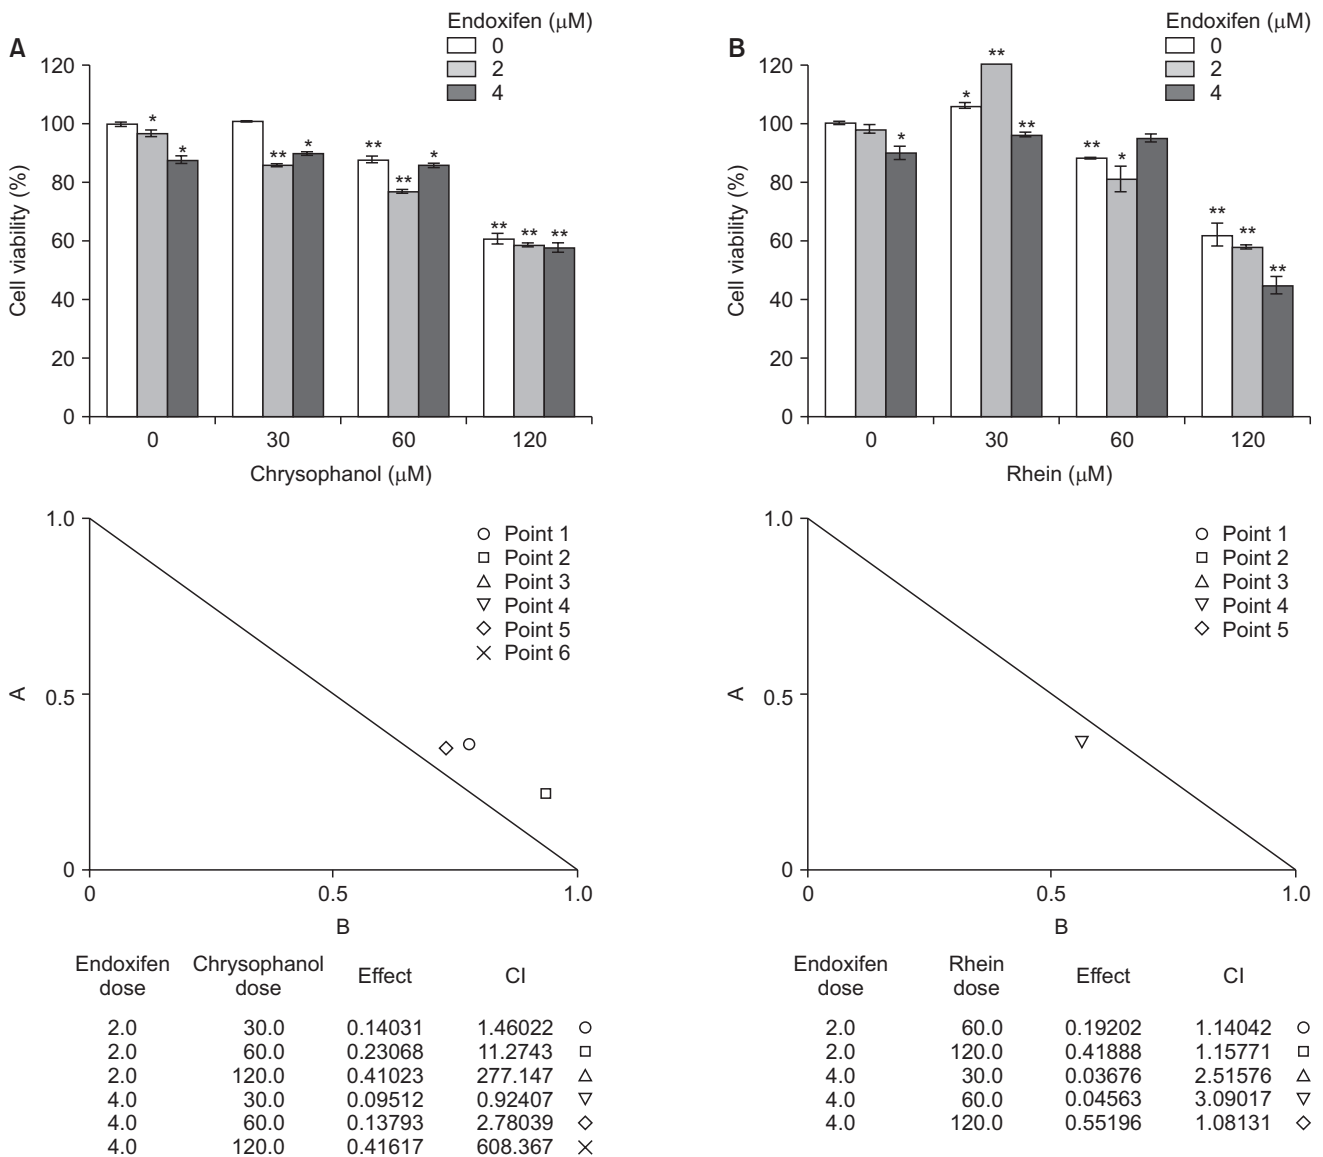 A
Endoxifen (μM)
0
2
4
120
100
80
60
40
20
0
Cell viability (%)
*
*
**
*
**
**
*
**
**
**
0
30
60
120
Chrysophanol (μM)
B
Endoxifen (μM)
0
2
4
120
100
80
60
40
20
0
Cell viability (%)
*
*
**
**
**
*
**
**
**
0
30
60
120
Rhein (μM)
1.0
0.5
0
A
Point 1
Point 2
Point 3
Point 4
Point 5
Point 6
0
0.5
1.0
B
1.0
0.5
0
A
Point 1
Point 2
Point 3
Point 4
Point 5
0
0.5
1.0
B
Endoxifen dose Chrysophanol dose Effect CI
2.0 30.0 0.14031 1.46022
2.0 60.0 0.23068 11.2743
2.0 120.0 0.41023 277.147
4.0 30.0 0.09512 0.92407
4.0 60.0 0.13793 2.78039
4.0 120.0 0.41617 608.367
Endoxifen dose Rhein dose Effect CI
2.0 60.0 0.19202 1.14042
2.0 120.0 0.41888 1.15771
4.0 30.0 0.03676 2.51576
4.0 60.0 0.04563 3.09017
4.0 120.0 0.55196 1.08131